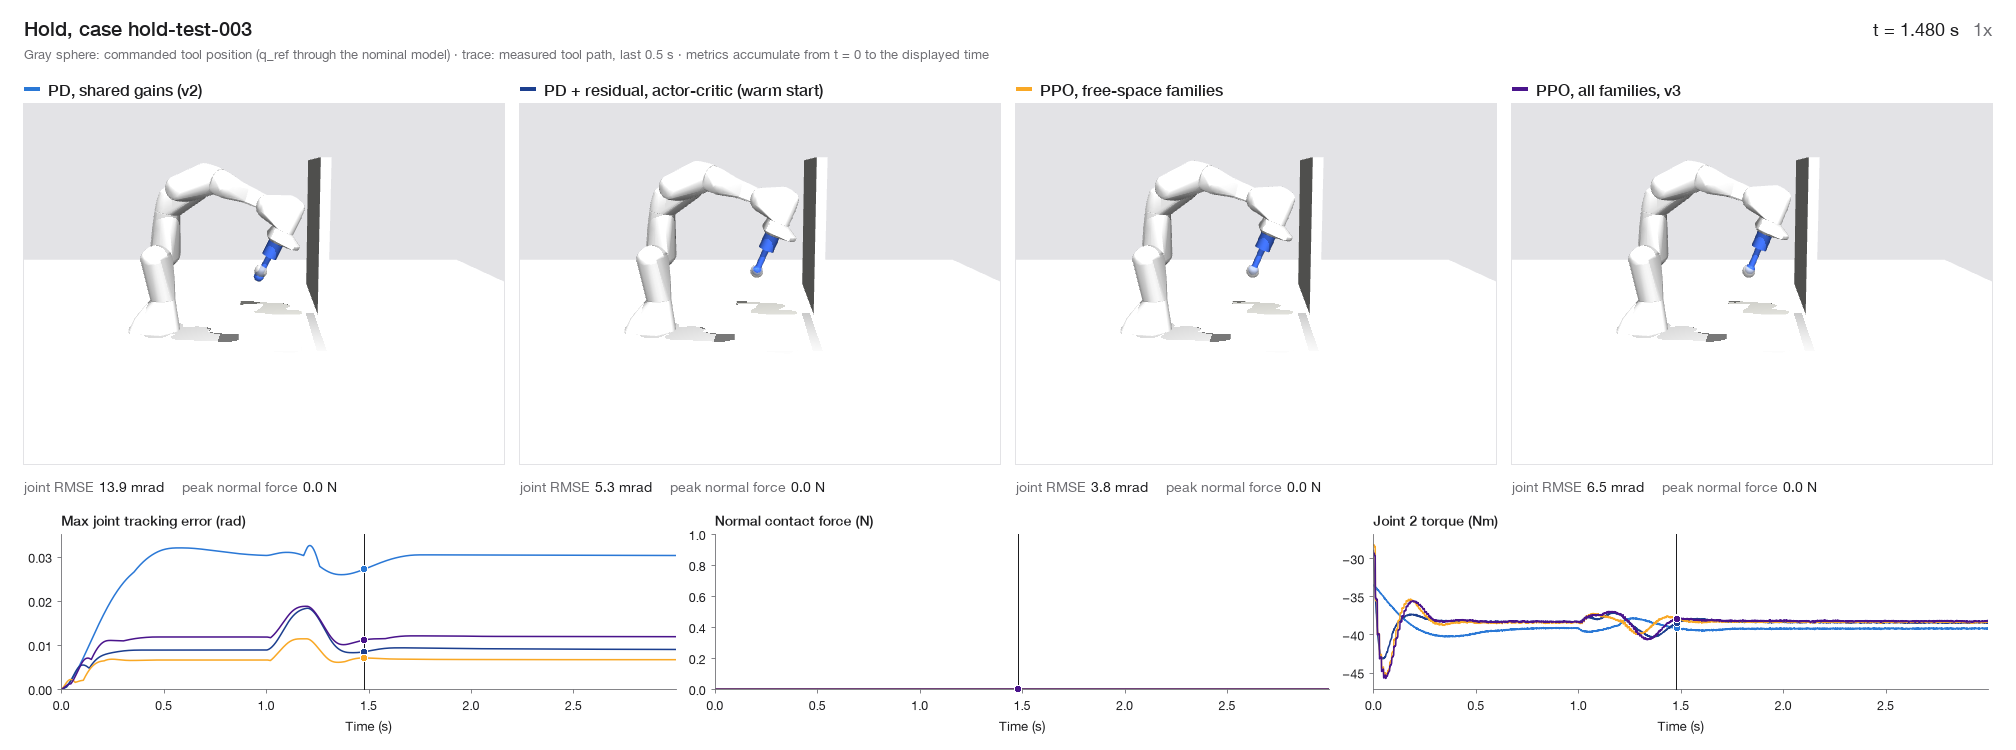 Hold, case hold-test-003
t = 1.480 s 1x
Gray sphere: commanded tool position (q_ref through the nominal model) · trace: measured tool path, last 0.5 s · metrics accumulate from t = 0 to the displayed time
PD, shared gains (v2)
PD + residual, actor-critic (warm start)
PPO, free-space families
PPO, all families, v3
joint RMSE 13.9 mrad peak normal force 0.0 N
joint RMSE 5.3 mrad peak normal force 0.0 N
joint RMSE 3.8 mrad peak normal force 0.0 N
joint RMSE 6.5 mrad peak normal force 0.0 N
Max joint tracking error (rad)
0.03
0.02
0.01
0.00
0.0 0.5 1.0 1.5 2.0 2.5
Time (s)
Normal contact force (N)
1.0
0.8
0.6
0.4
0.2
0.0
0.0 0.5 1.0 1.5 2.0 2.5
Time (s)
Joint 2 torque (Nm)
−30
−35
−40
−45
0.0 0.5 1.0 1.5 2.0 2.5
Time (s)